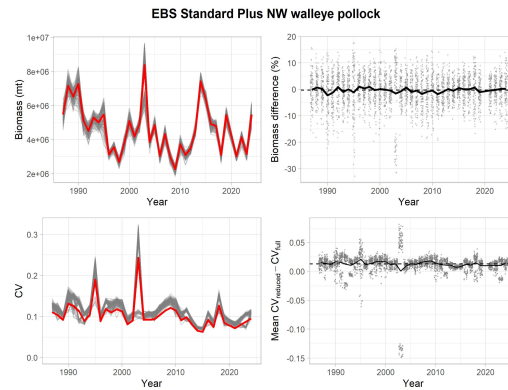 EBS Standard Plus NW walleye pollock
1e+07
8e+06
6e+06
4e+06
2e+06
Biomass (mt)
1990
2000
2010
2020
Year
20
10
0
-10
-20
-30
Biomass difference (%)
1990
2000
2010
2020
Year
0.3
0.2
0.1
0.0
CV
1990
2000
2010
2020
Year
0.05
0.00
-0.05
-0.10
-0.15
Mean CVreduced − CVfull
1990
2000
2010
2020
Year